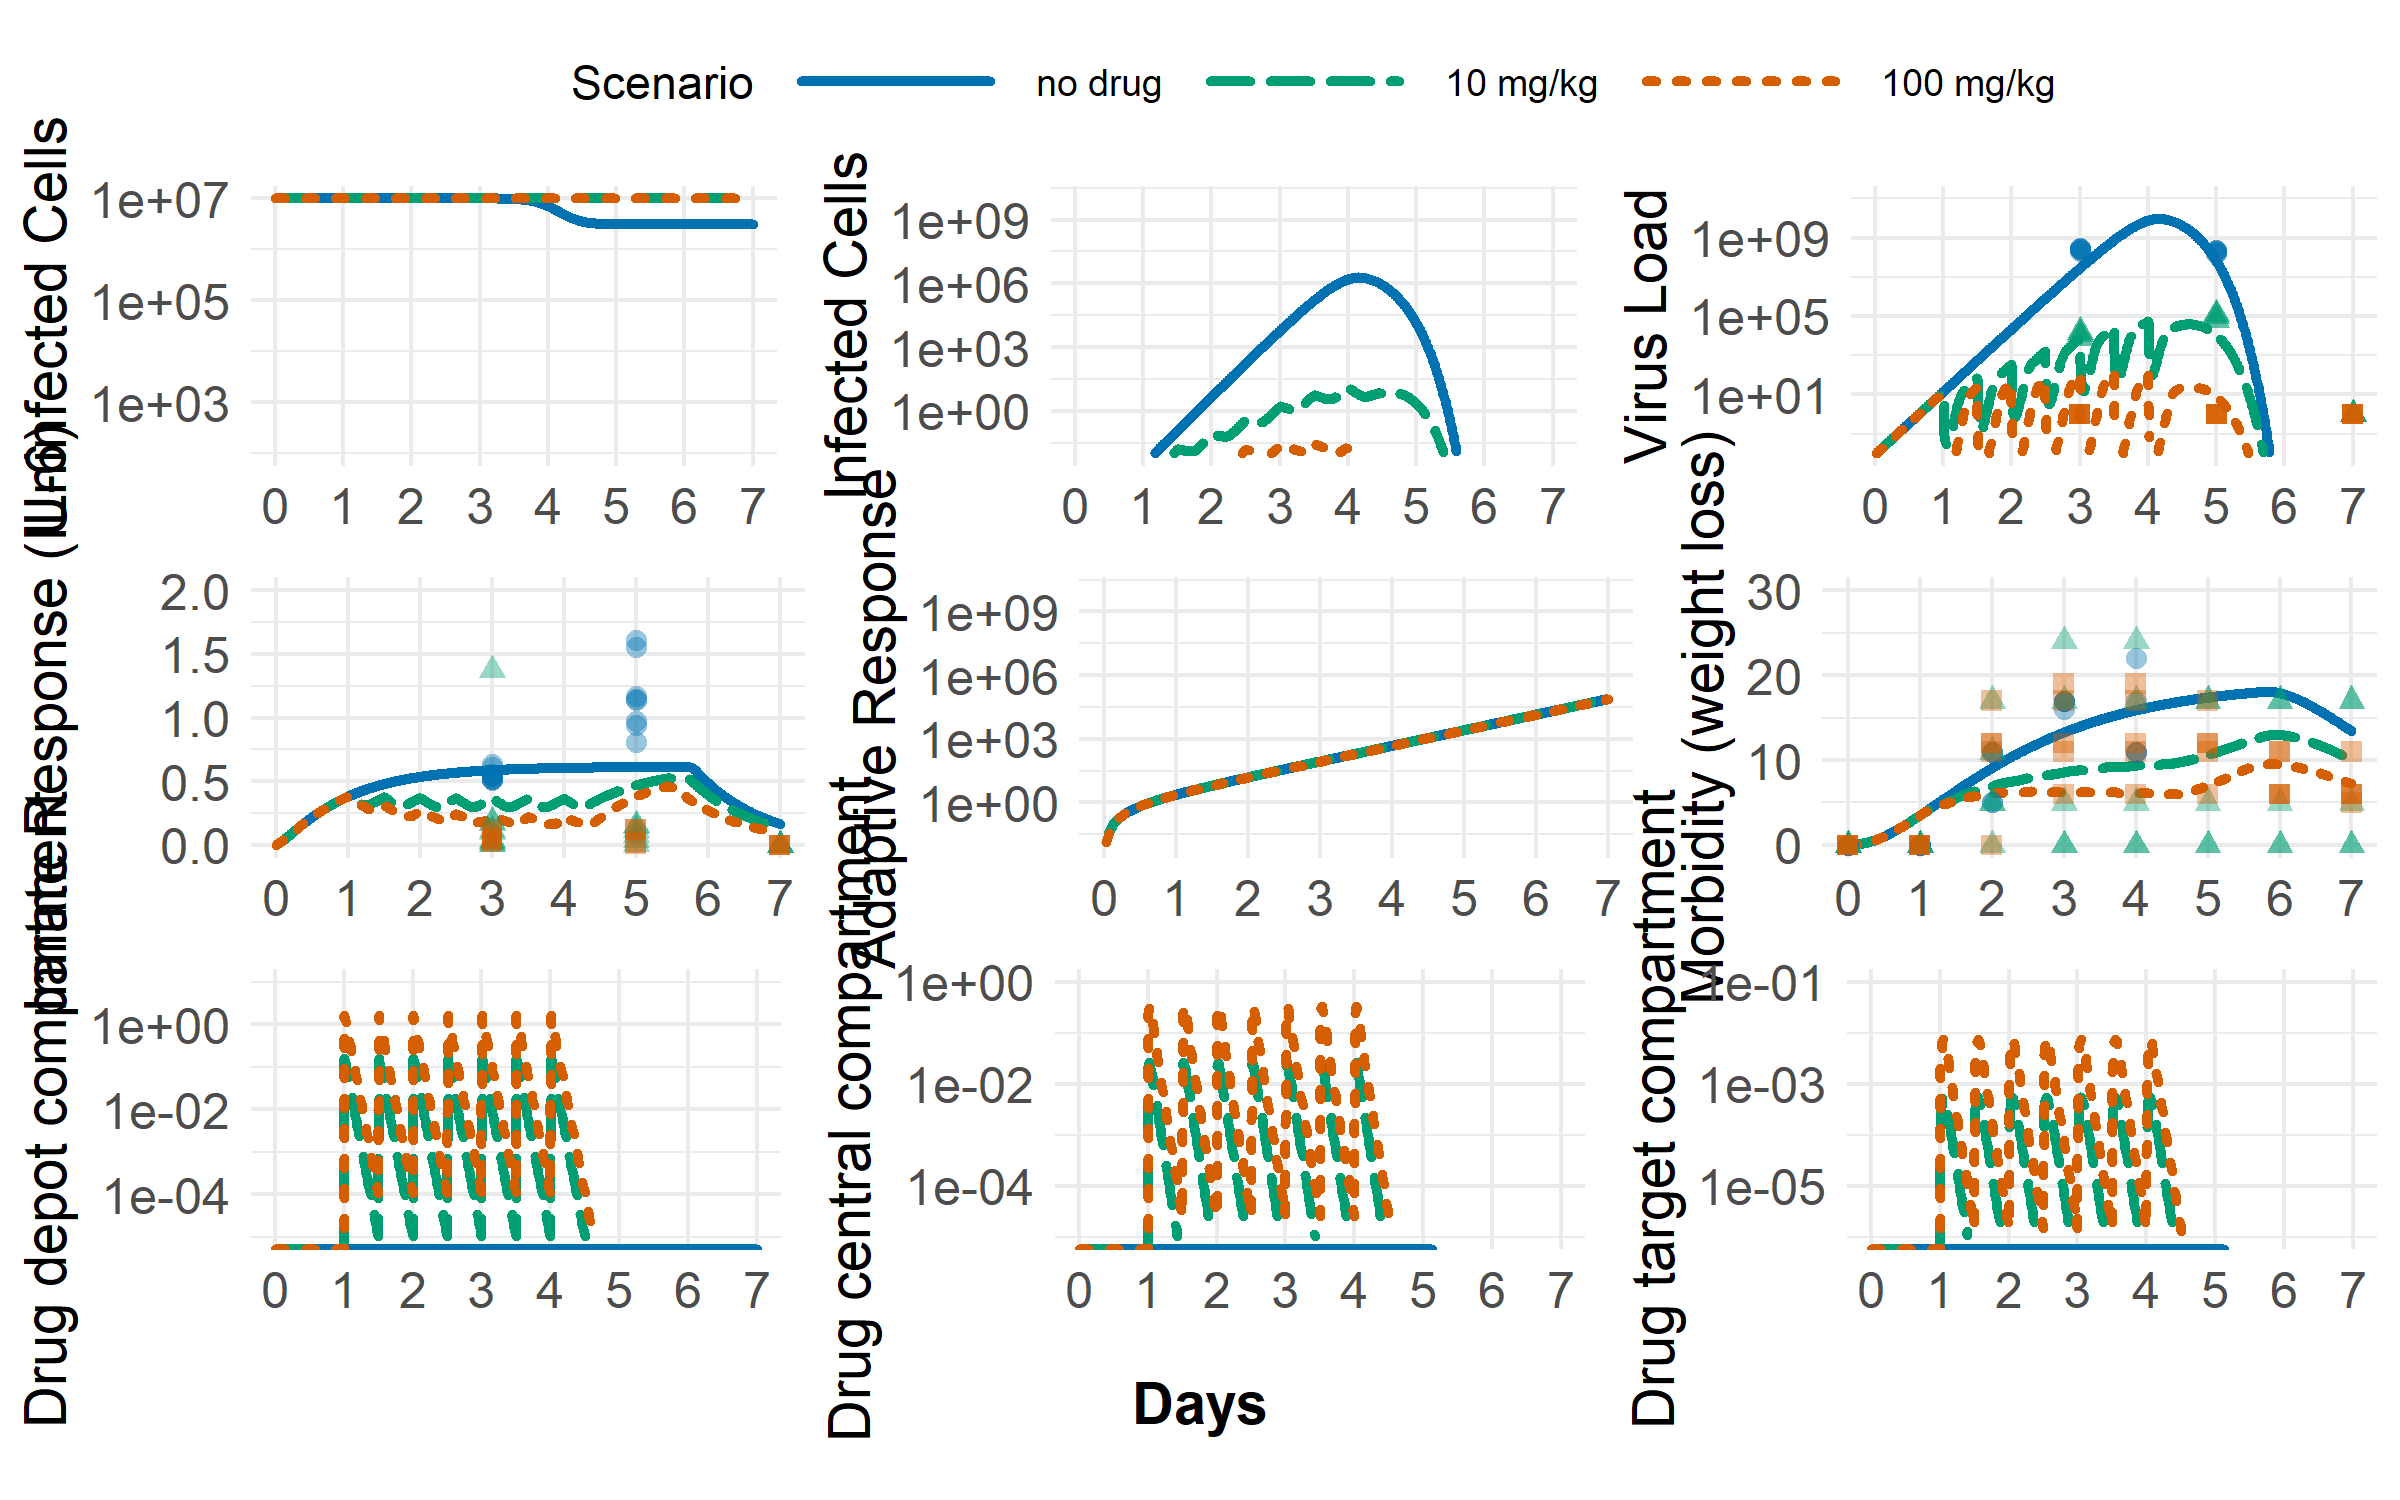 Scenario no drug 10 mg/kg 100 mg/kg
Uninfected Cells
1e+07
1e+05
1e+03
0 1 2 3 4 5 6 7
Infected Cells
1e+09
1e+06
1e+03
1e+00
0 1 2 3 4 5 6 7
Virus Load
1e+09
1e+05
1e+01
0 1 2 3 4 5 6 7
Innate Response (IL-6)
2.0
1.5
1.0
0.5
0.0
0 1 2 3 4 5 6 7
Adaptive Response
1e+09
1e+06
1e+03
1e+00
0 1 2 3 4 5 6 7
Morbidity (weight loss)
30
20
10
0
0 1 2 3 4 5 6 7
Drug depot compartment
1e+00
1e-02
1e-04
0 1 2 3 4 5 6 7
Drug central compartment
1e+00
1e-02
1e-04
0 1 2 3 4 5 6 7
Drug target compartment
1e-01
1e-03
1e-05
0 1 2 3 4 5 6 7
Days